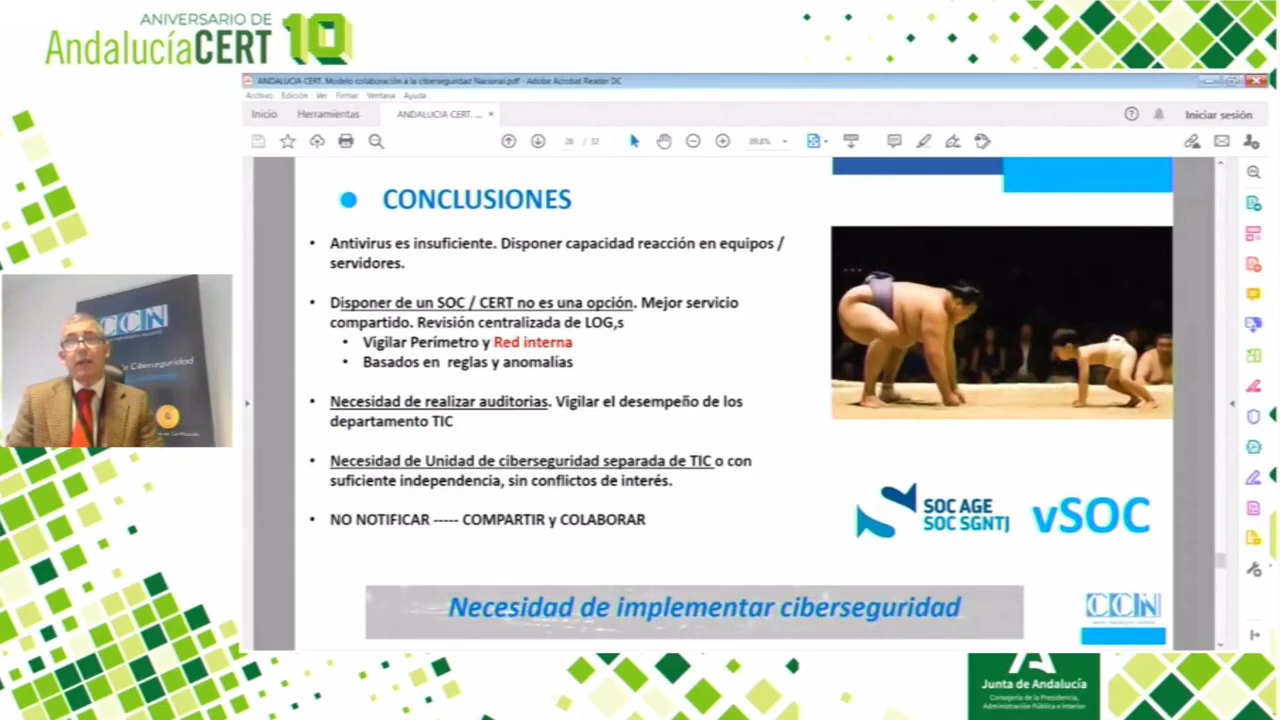 ANIVERSARIO DE
AndalucíaCERT 10
ANDALUCIA CERT. Modelo colaboración a la ciberseguridad Nacional.pdf - Adobe Acrobat Reader DC
Archivo Edición Ver Firmar Ventana Ayuda
Inicio Herramientas ANDALUCIA CERT. ... × Iniciar sesión
28 / 32 89,8%
CONCLUSIONES
• Antivirus es insuficiente. Disponer capacidad reacción en equipos /
servidores.
• Disponer de un SOC / CERT no es una opción. Mejor servicio
compartido. Revisión centralizada de LOG,s
• Vigilar Perímetro y Red interna
• Basados en reglas y anomalías
• Necesidad de realizar auditorias. Vigilar el desempeño de los
departamento TIC
• Necesidad de Unidad de ciberseguridad separada de TIC o con
suficiente independencia, sin conflictos de interés.
• NO NOTIFICAR ----- COMPARTIR y COLABORAR
SOC AGE
SOC SGNTJ
vSOC
Necesidad de implementar ciberseguridad
CCN
CCN
Ciberseguridad
Junta de Andalucía
Consejería de la Presidencia,
Administración Pública e Interior